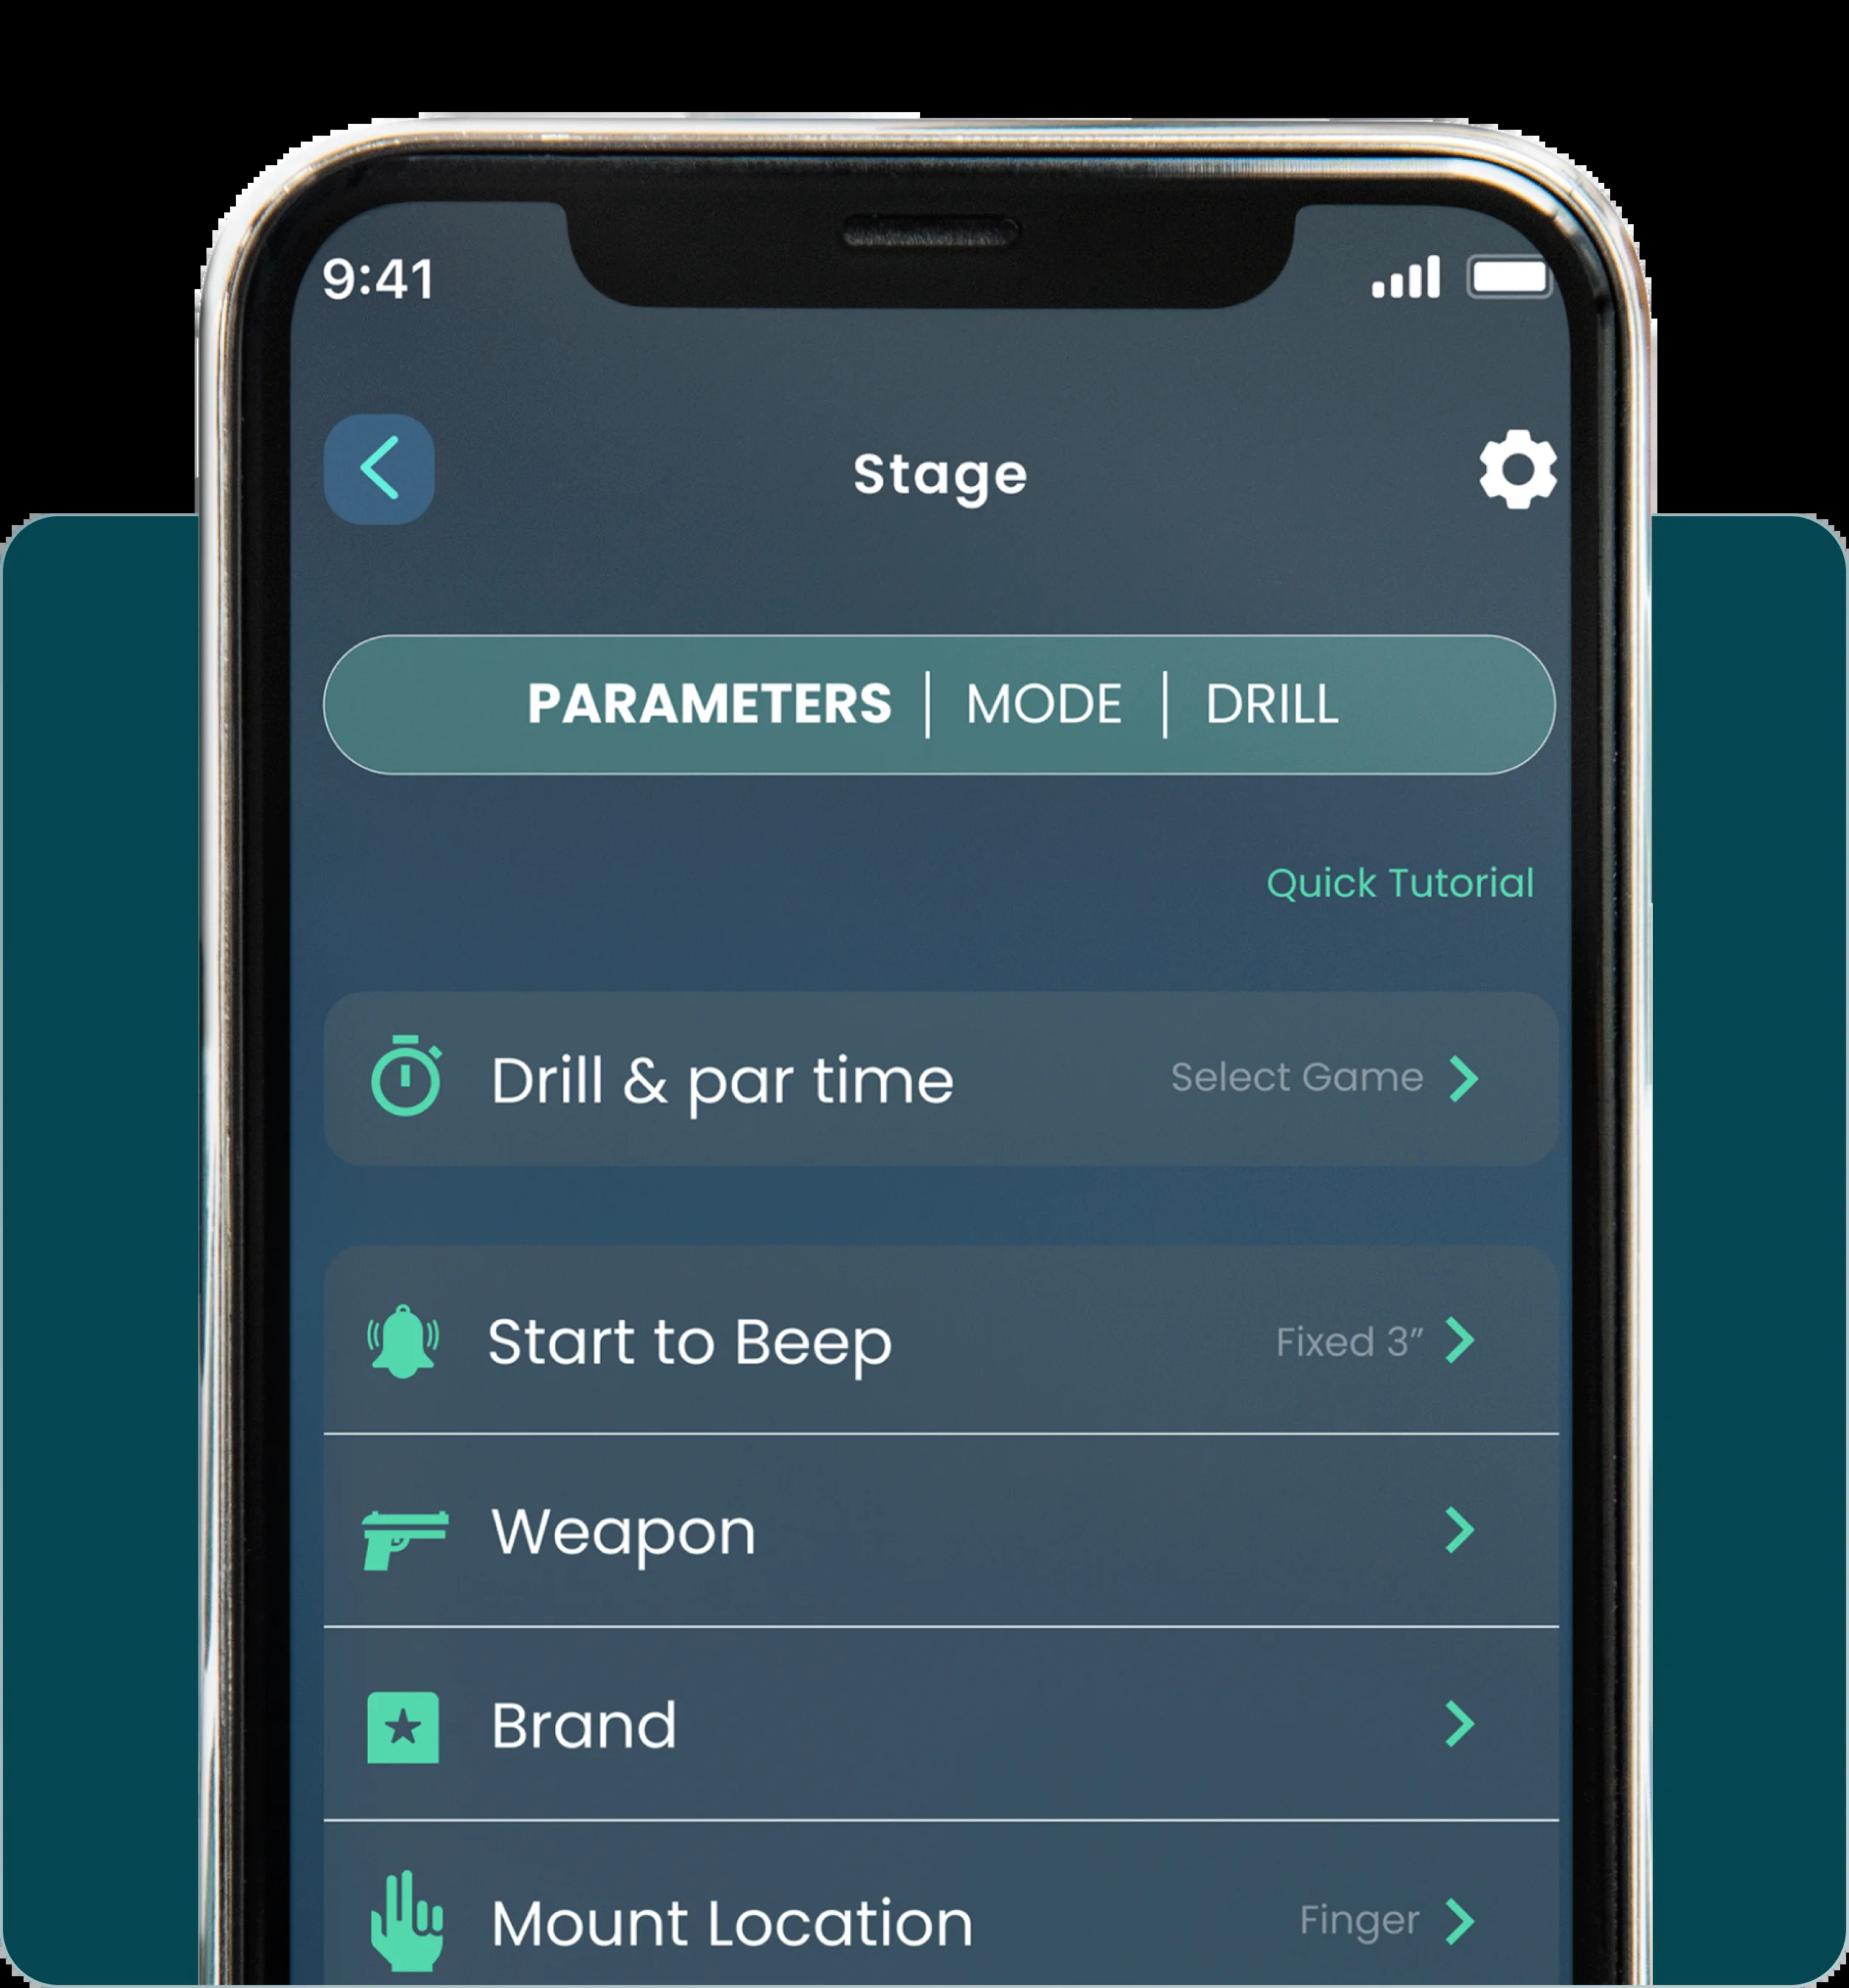 9:41
Stage
PARAMETERS | MODE | DRILL
Quick Tutorial
Drill & par time Select Game
Start to Beep Fixed 3”
Weapon
Brand
Mount Location Finger